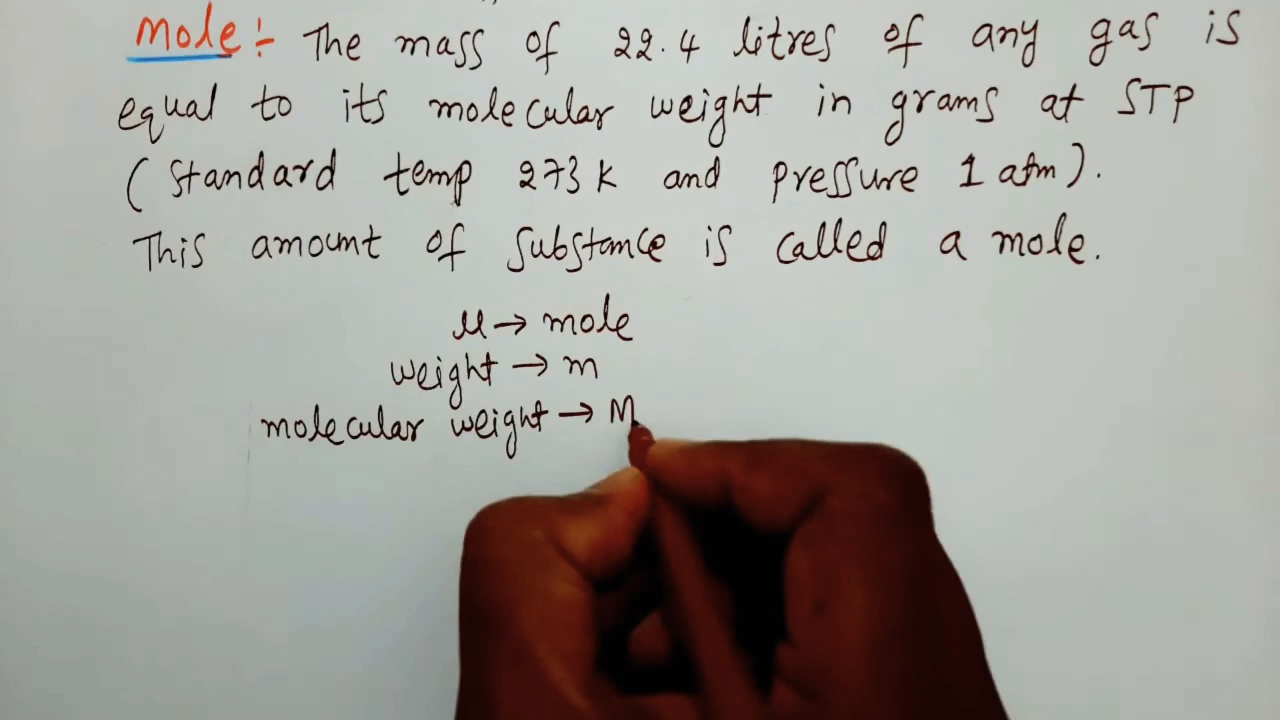 Mole:- The mass of 22.4 litres of any gas is
equal to its molecular weight in grams at STP
(Standard temp 273 K and pressure 1 atm).
This amount of substance is called a mole.
μ → mole
weight → m
molecular weight → M